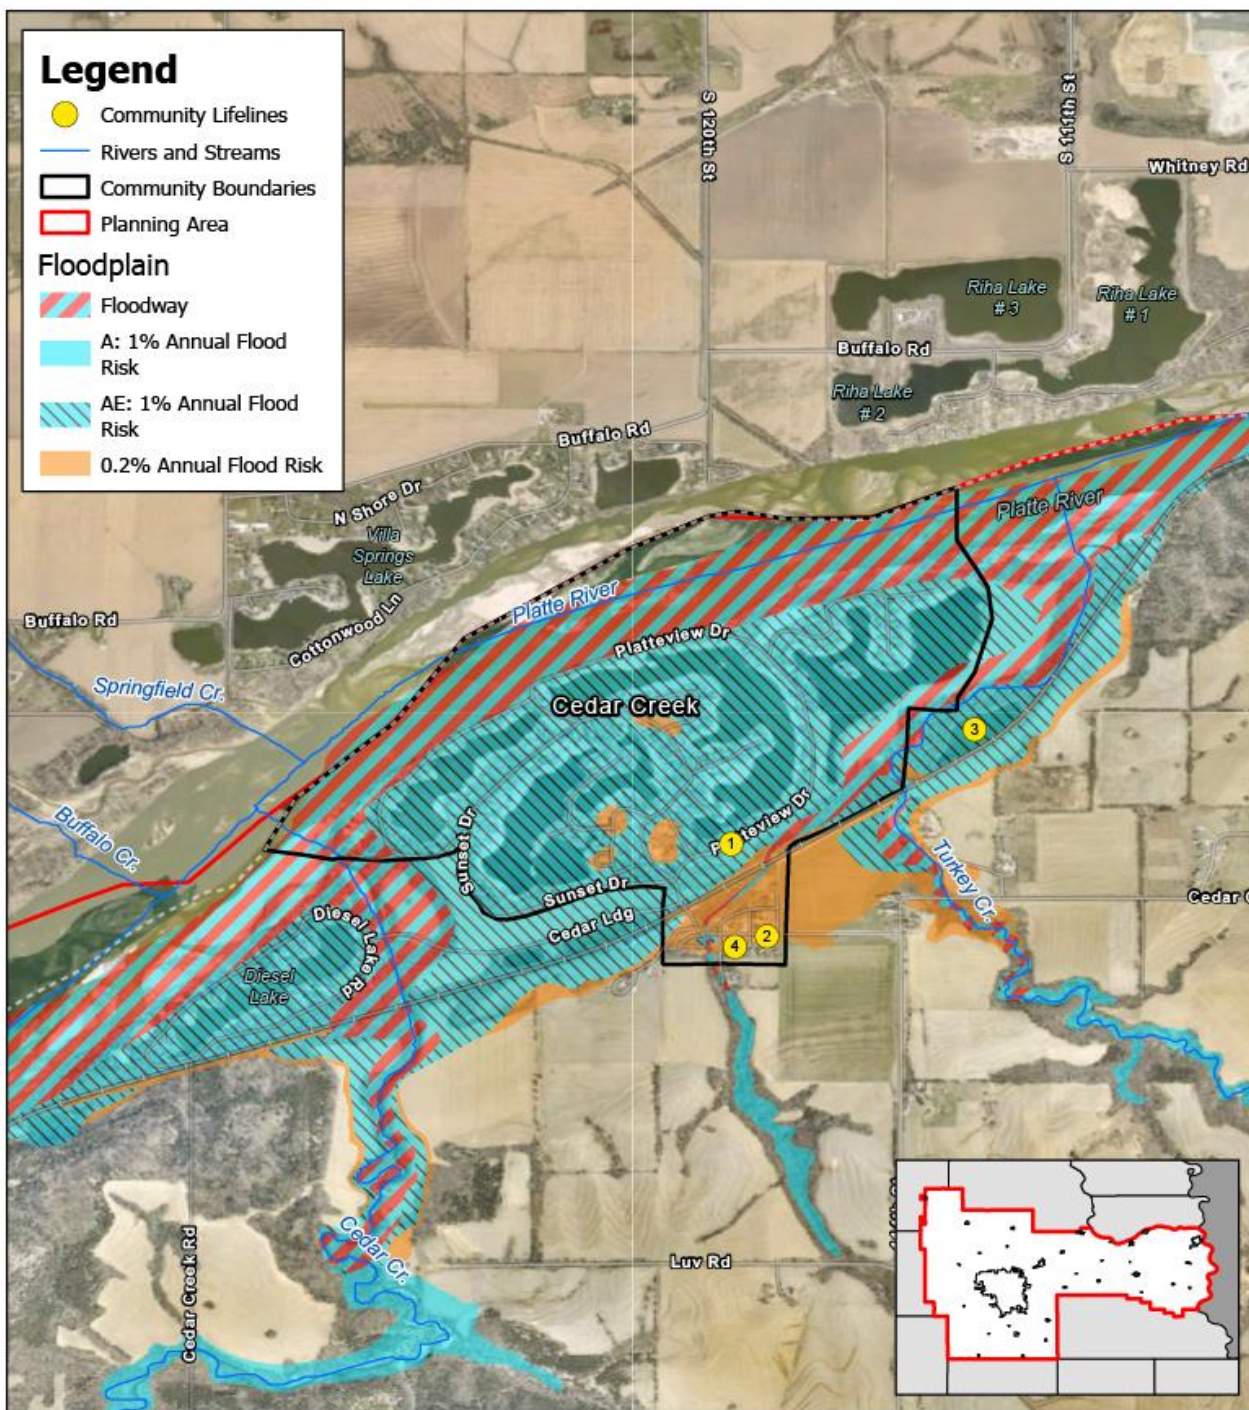 Legend
Community Lifelines
Rivers and Streams
Community Boundaries
Planning Area
Floodplain
Floodway
A: 1% Annual Flood
Risk
AE: 1% Annual Flood
Risk
0.2% Annual Flood Risk
S 120th St
S 111th St
Whitney Rd
Riha Lake
# 3
Riha Lake
# 1
Buffalo Rd
Riha Lake
# 2
Buffalo Rd
N Shore Dr
Villa
Springs
Lake
Platte River
Platte River
Buffalo Rd
Cottonwood Ln
Platteview Dr
Springfield Cr.
Cedar Creek
3
Buffalo Cr.
Sunset Dr
Platteview Dr
1
Turkey Cr.
Sunset Dr
Cedar C
Diesel Lake Rd
Cedar Ldg
2
4
Diesel
Lake
Cedar Cr.
Luv Rd
Cedar Creek Rd